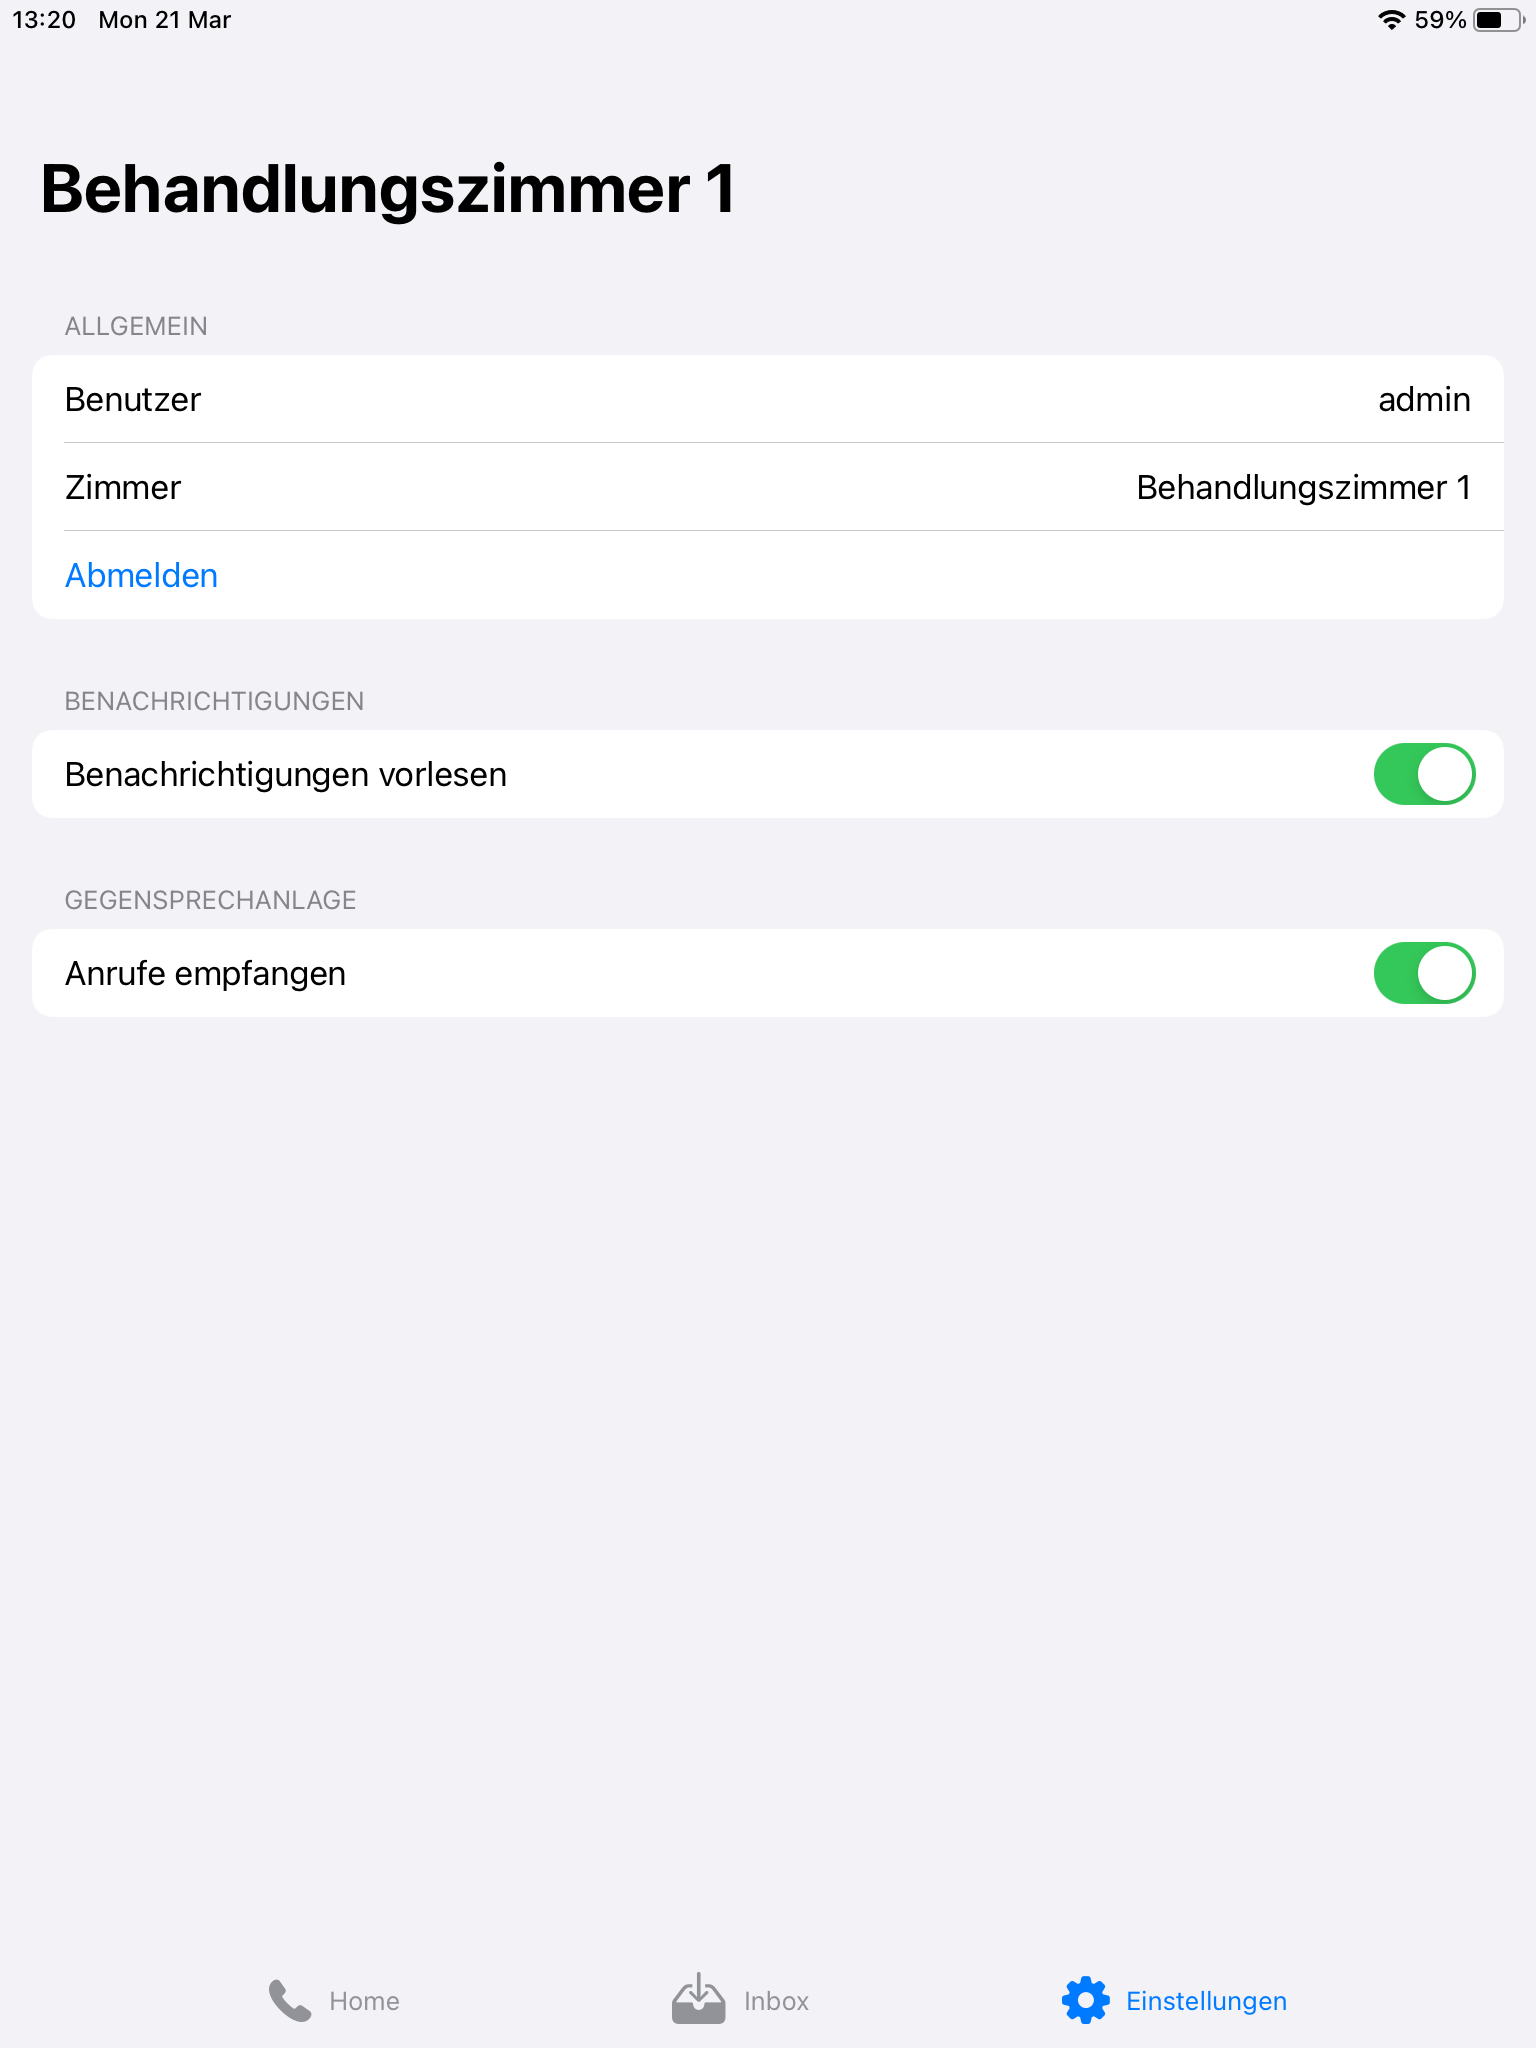 13:20 Mon 21 Mar 59%
Behandlungszimmer 1
ALLGEMEIN
Benutzer admin
Zimmer Behandlungszimmer 1
Abmelden
BENACHRICHTIGUNGEN
Benachrichtigungen vorlesen
GEGENSPRECHANLAGE
Anrufe empfangen
Home Inbox Einstellungen